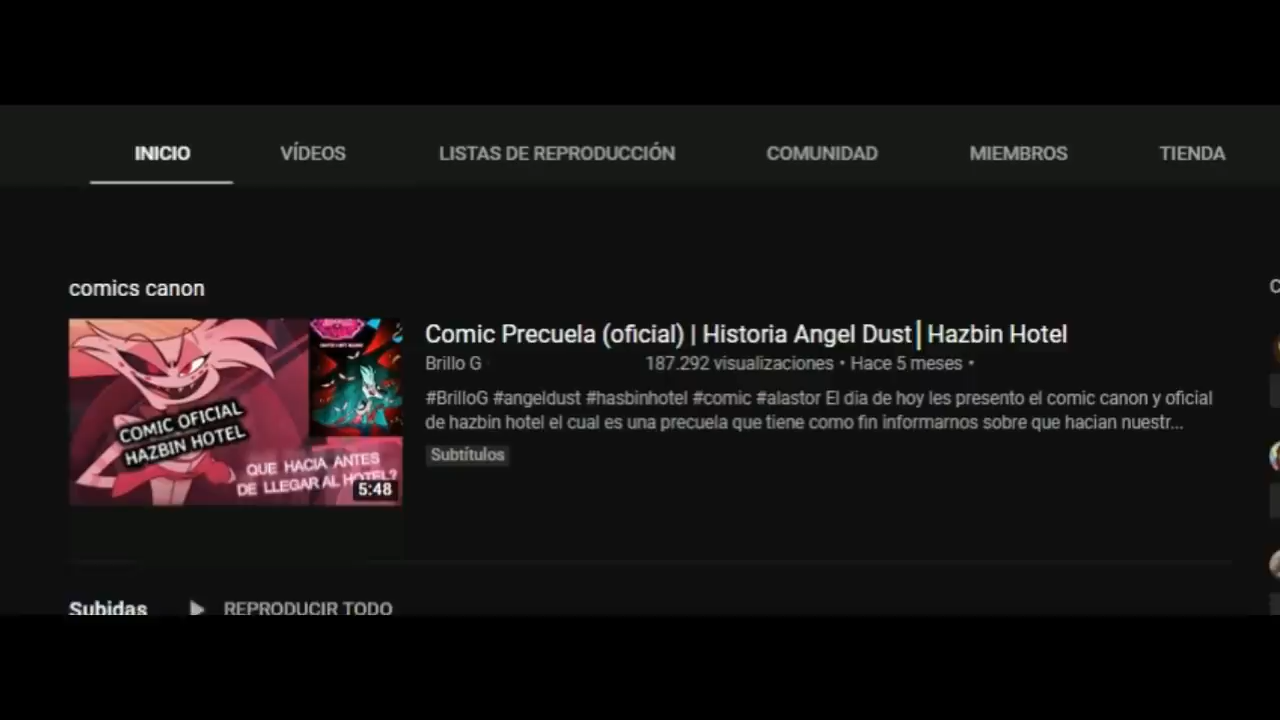 INICIO VÍDEOS LISTAS DE REPRODUCCIÓN COMUNIDAD MIEMBROS TIENDA
comics canon
COMIC OFICIAL
HAZBIN HOTEL
QUE HACIA ANTES
DE LLEGAR AL HOTEL?
5:48
Comic Precuela (oficial) | Historia Angel Dust│Hazbin Hotel
Brillo G 187.292 visualizaciones • Hace 5 meses •
#BrilloG #angeldust #hasbinhotel #comic #alastor El dia de hoy les presento el comic canon y oficial
de hazbin hotel el cual es una precuela que tiene como fin informarnos sobre que hacian nuestr...
Subtítulos
Subidas REPRODUCIR TODO